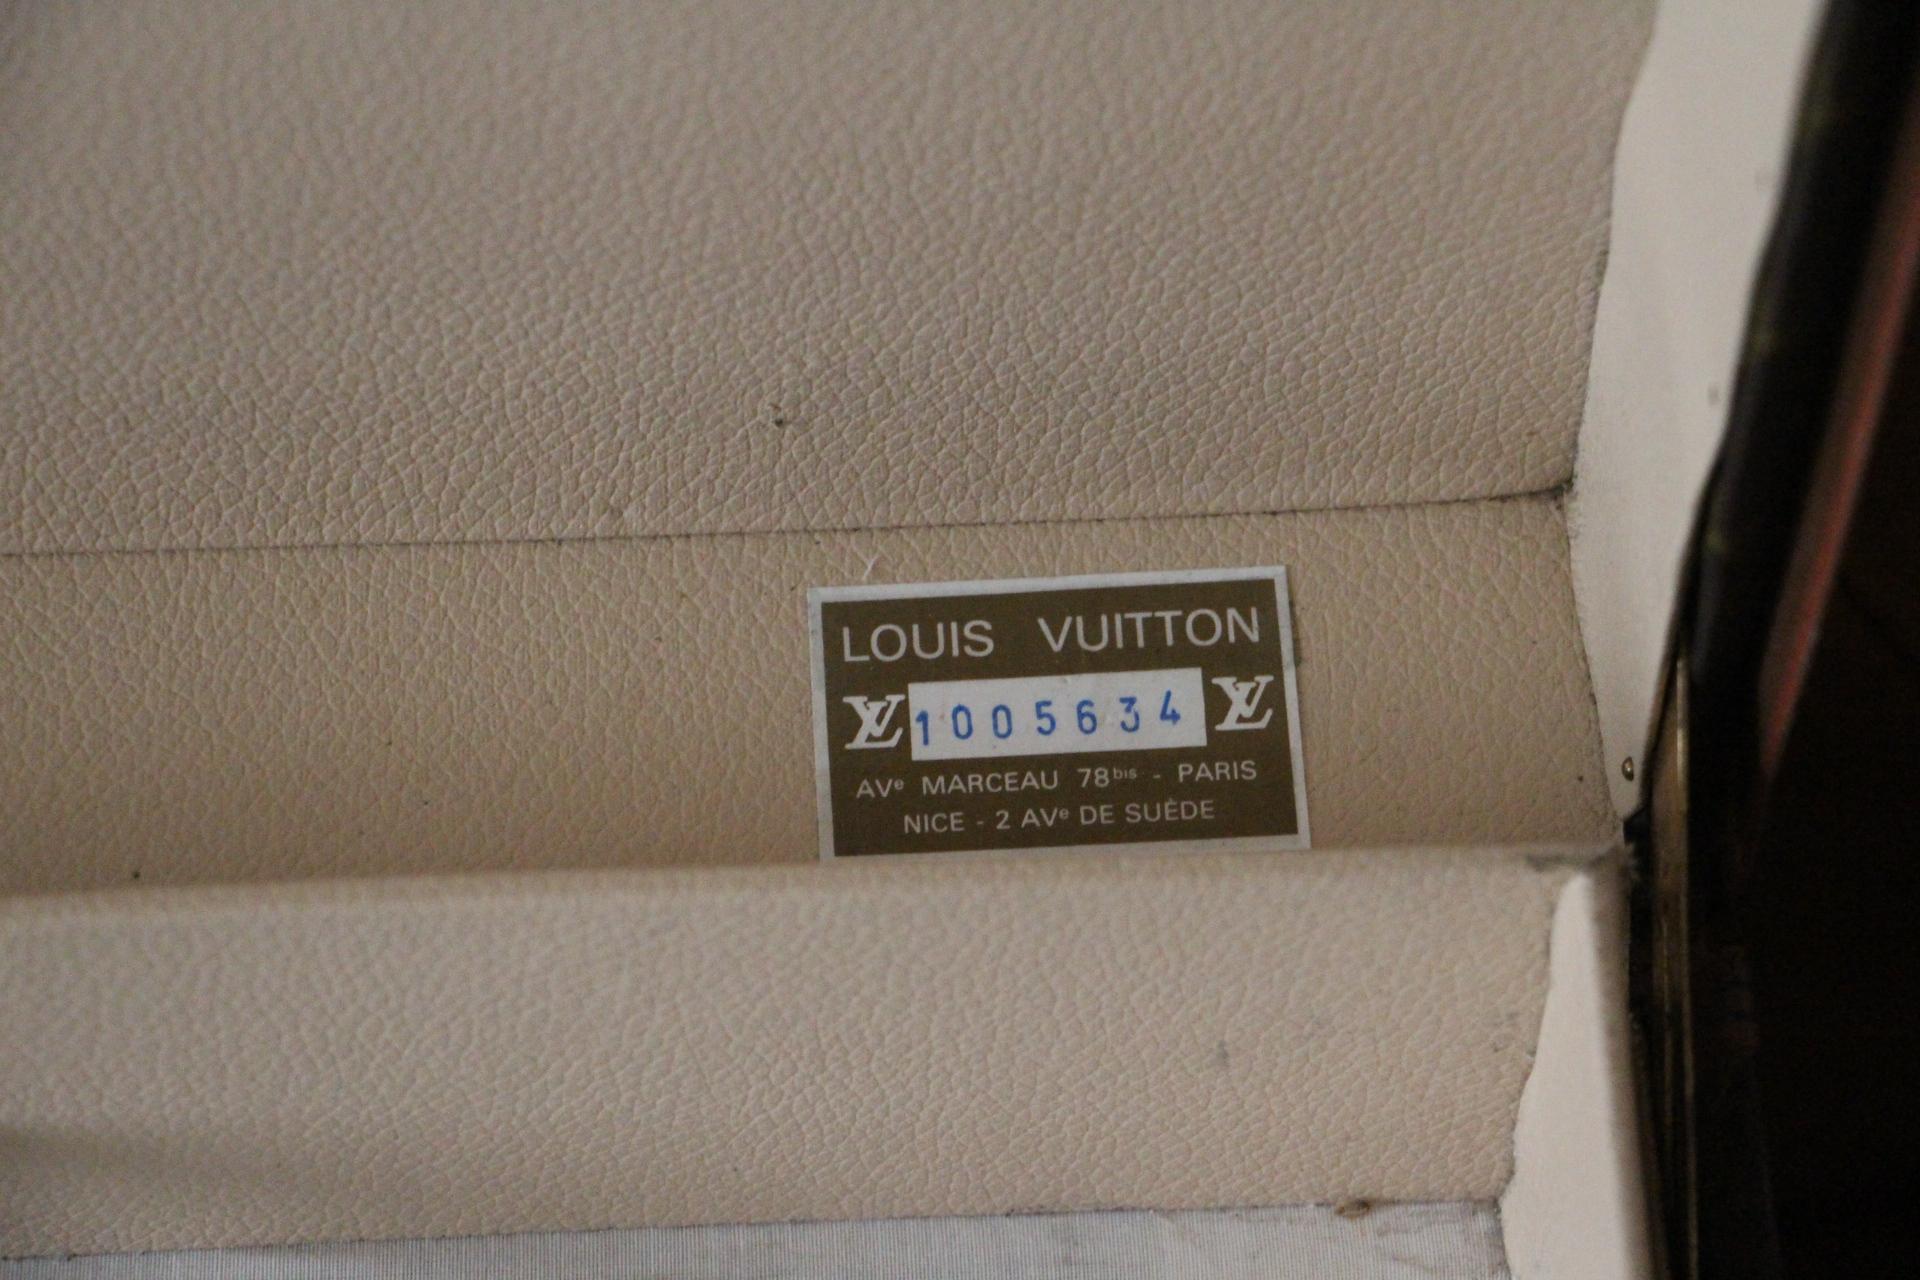 LOUIS VUITTON
LV 1005634 LV
AVe MARCEAU 78bis - PARIS
NICE - 2 AVe DE SUÈDE